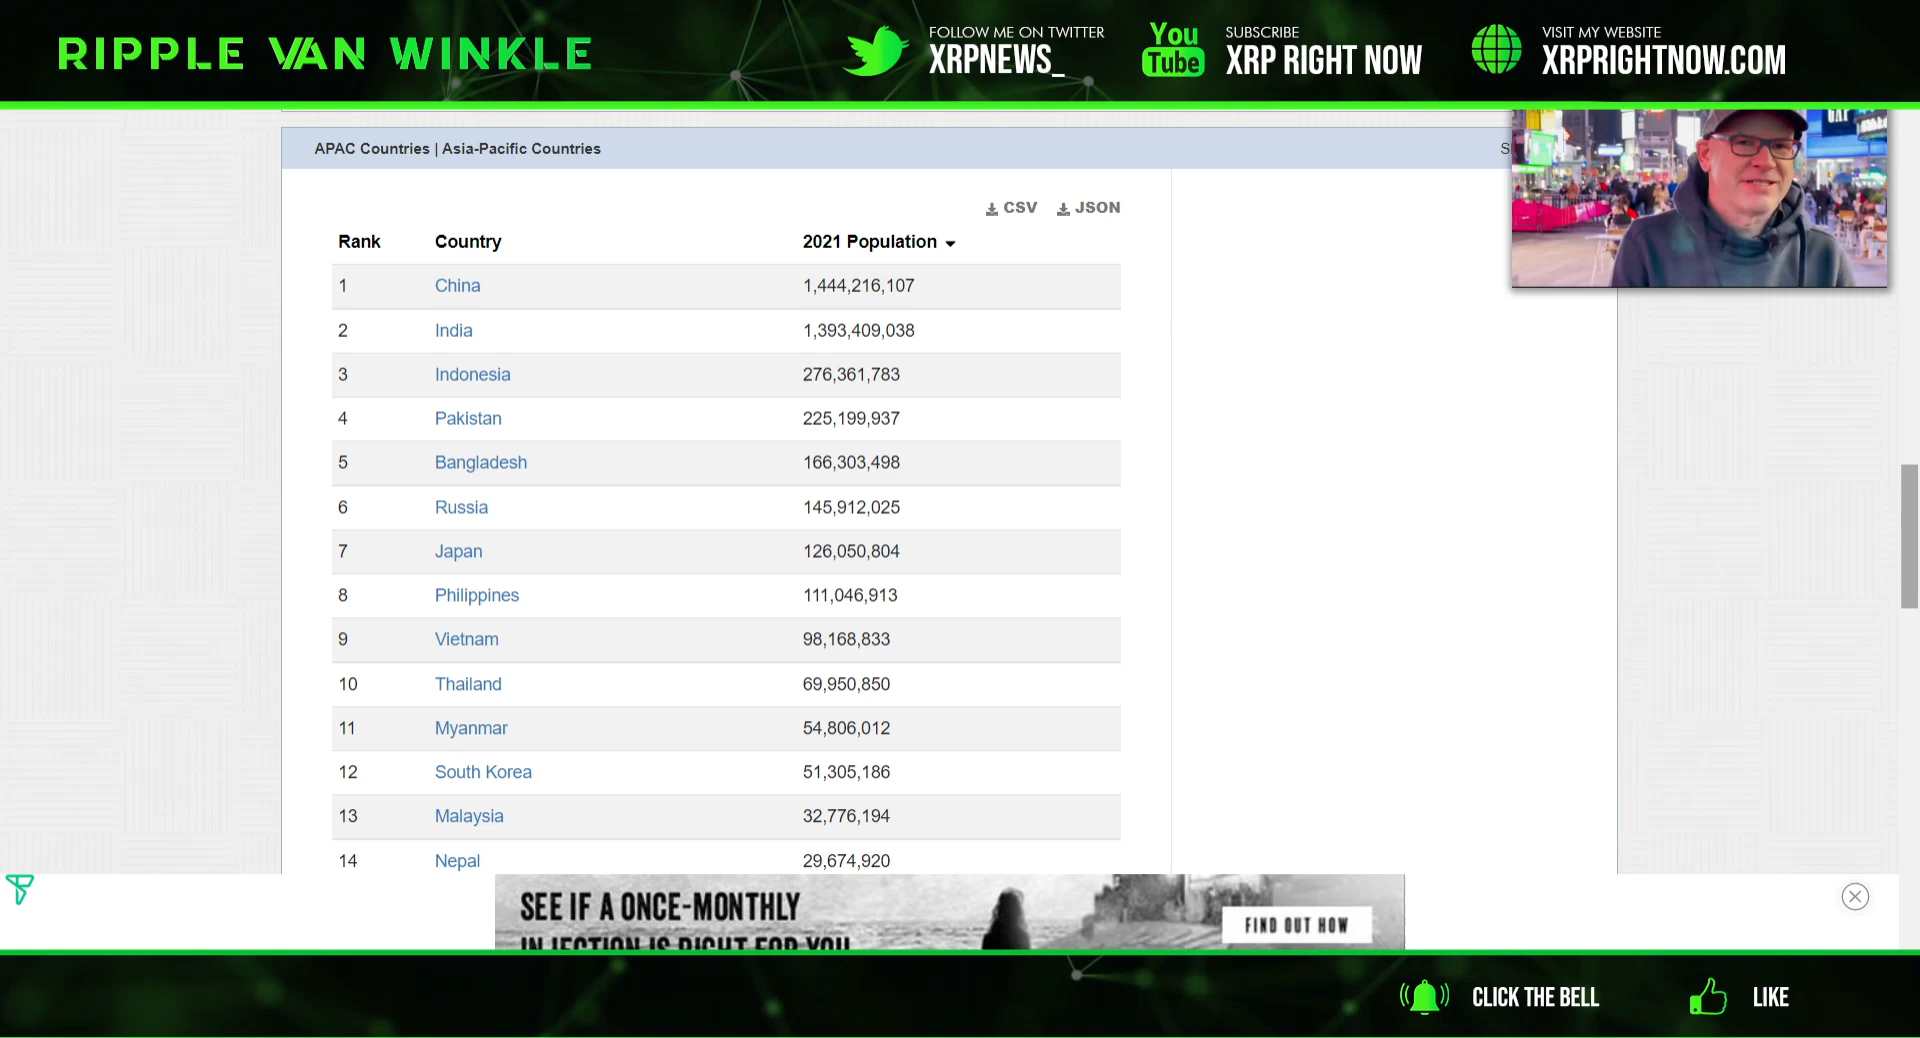 RIPPLE VAN WINKLE
FOLLOW ME ON TWITTER
XRPNEWS_
You
Tube
SUBSCRIBE
XRP RIGHT NOW
VISIT MY WEBSITE
XRPRIGHTNOW.COM
APAC Countries | Asia-Pacific Countries
CSV JSON
Rank Country 2021 Population
1 China 1,444,216,107
2 India 1,393,409,038
3 Indonesia 276,361,783
4 Pakistan 225,199,937
5 Bangladesh 166,303,498
6 Russia 145,912,025
7 Japan 126,050,804
8 Philippines 111,046,913
9 Vietnam 98,168,833
10 Thailand 69,950,850
11 Myanmar 54,806,012
12 South Korea 51,305,186
13 Malaysia 32,776,194
14 Nepal 29,674,920
SEE IF A ONCE-MONTHLY
INJECTION IS RIGHT FOR YOU
FIND OUT HOW
CLICK THE BELL
LIKE